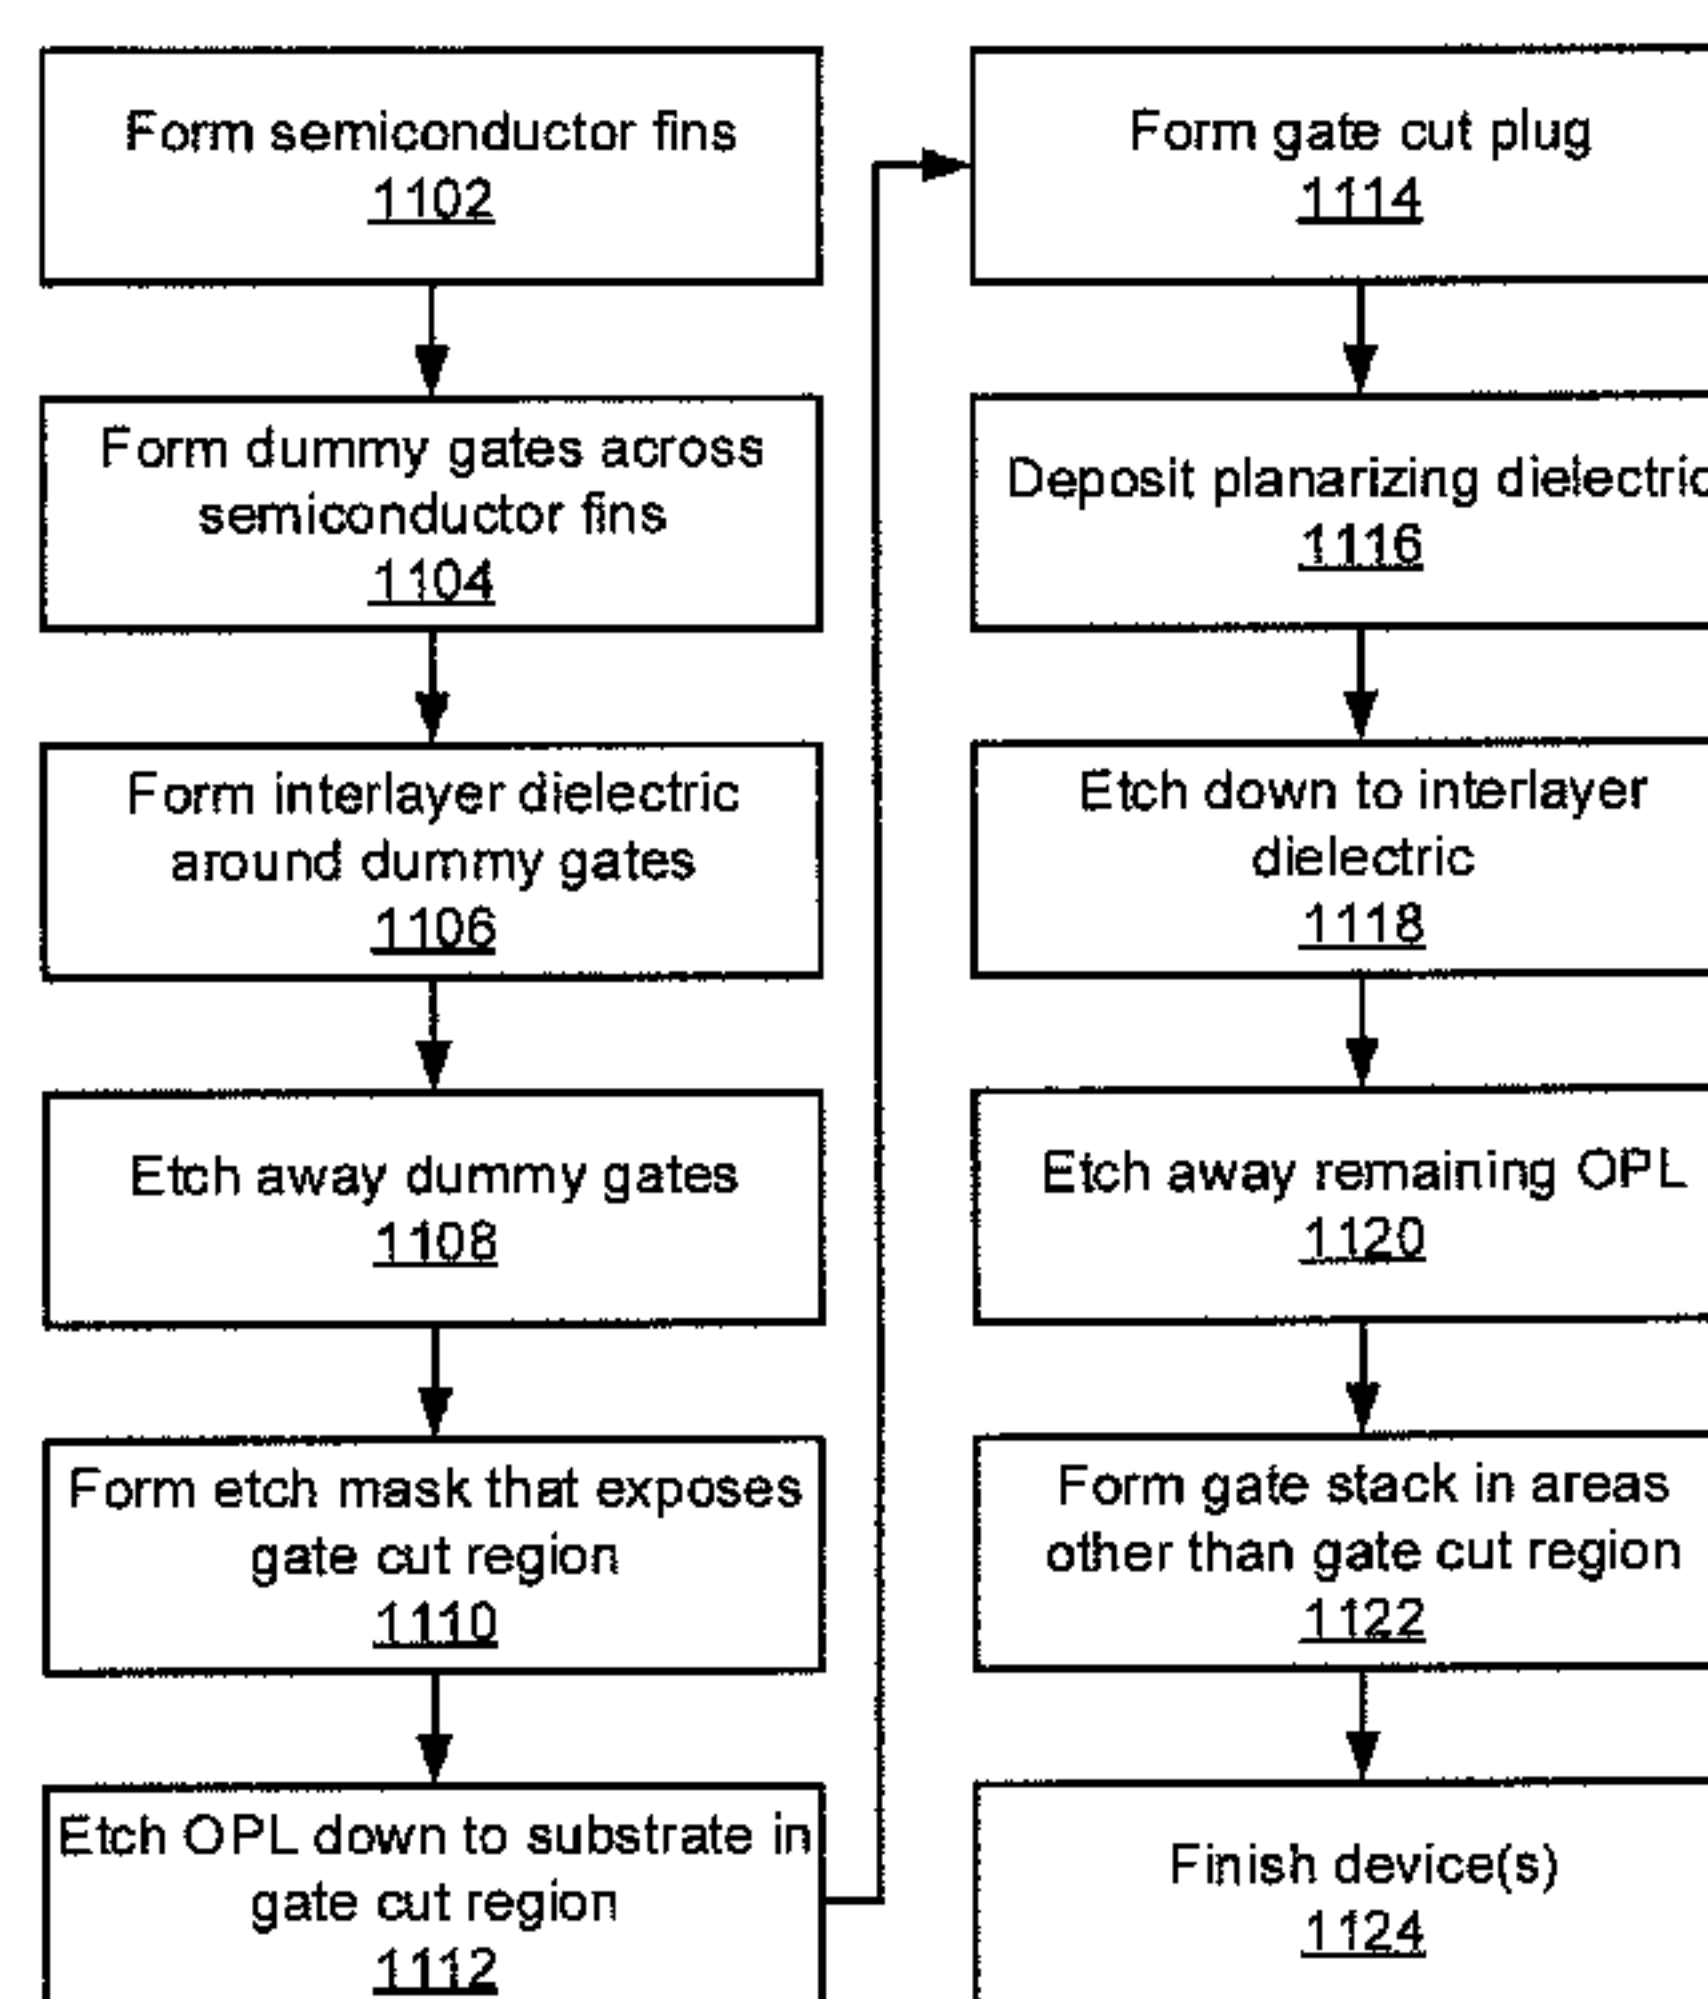 Form semiconductor fins
1102
Form dummy gates across
semiconductor fins
1104
Form interlayer dielectric
around dummy gates
1106
Etch away dummy gates
1108
Form etch mask that exposes
gate cut region
1110
Etch OPL down to substrate in
gate cut region
1112
Form gate cut plug
1114
Deposit planarizing dielectric
1116
Etch down to interlayer
dielectric
1118
Etch away remaining OPL
1120
Form gate stack in areas
other than gate cut region
1122
Finish device(s)
1124